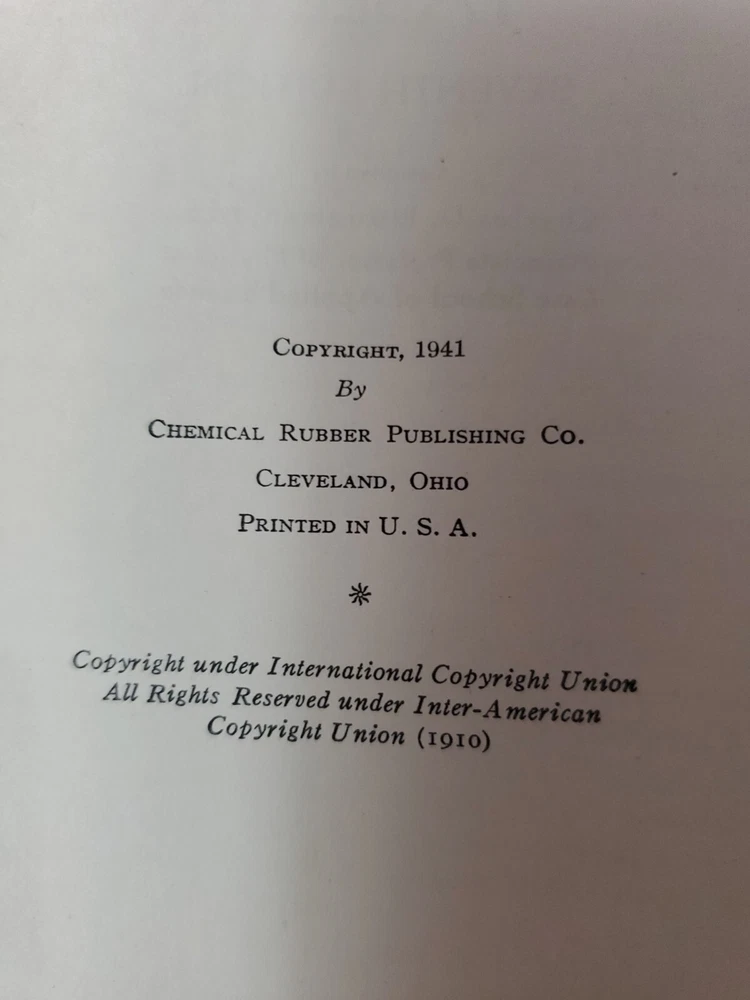 Copyright, 1941
By
Chemical Rubber Publishing Co.
Cleveland, Ohio
Printed in U. S. A.
*
Copyright under International Copyright Union
All Rights Reserved under Inter-American
Copyright Union (1910)